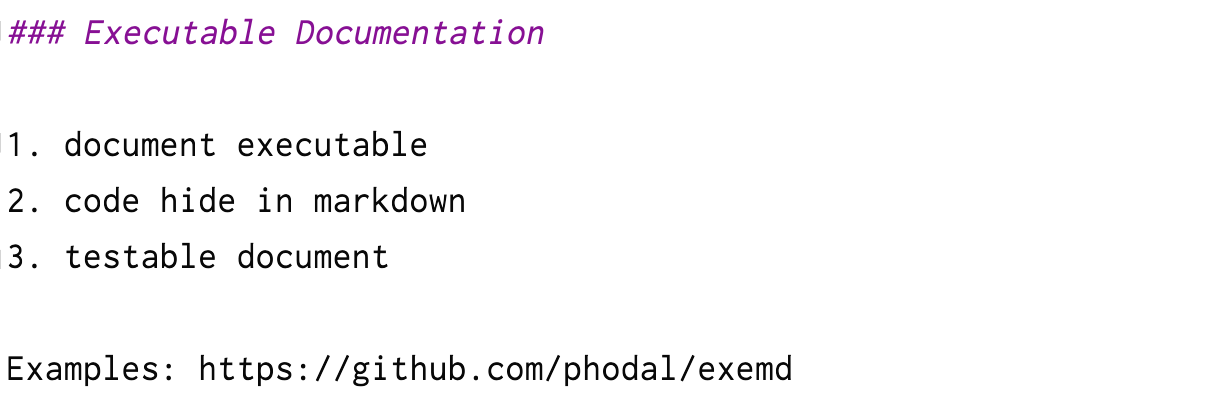 ### Executable Documentation
1. document executable
2. code hide in markdown
3. testable document
Examples: https://github.com/phodal/exemd